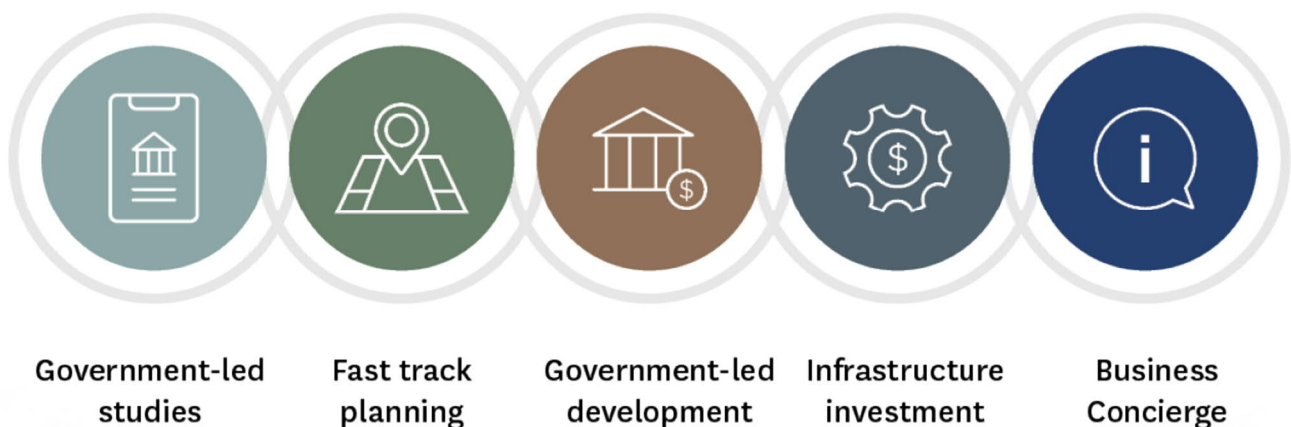 $
$
i
Government-led
studies
Fast track
planning
Government-led
development
Infrastructure
investment
Business
Concierge